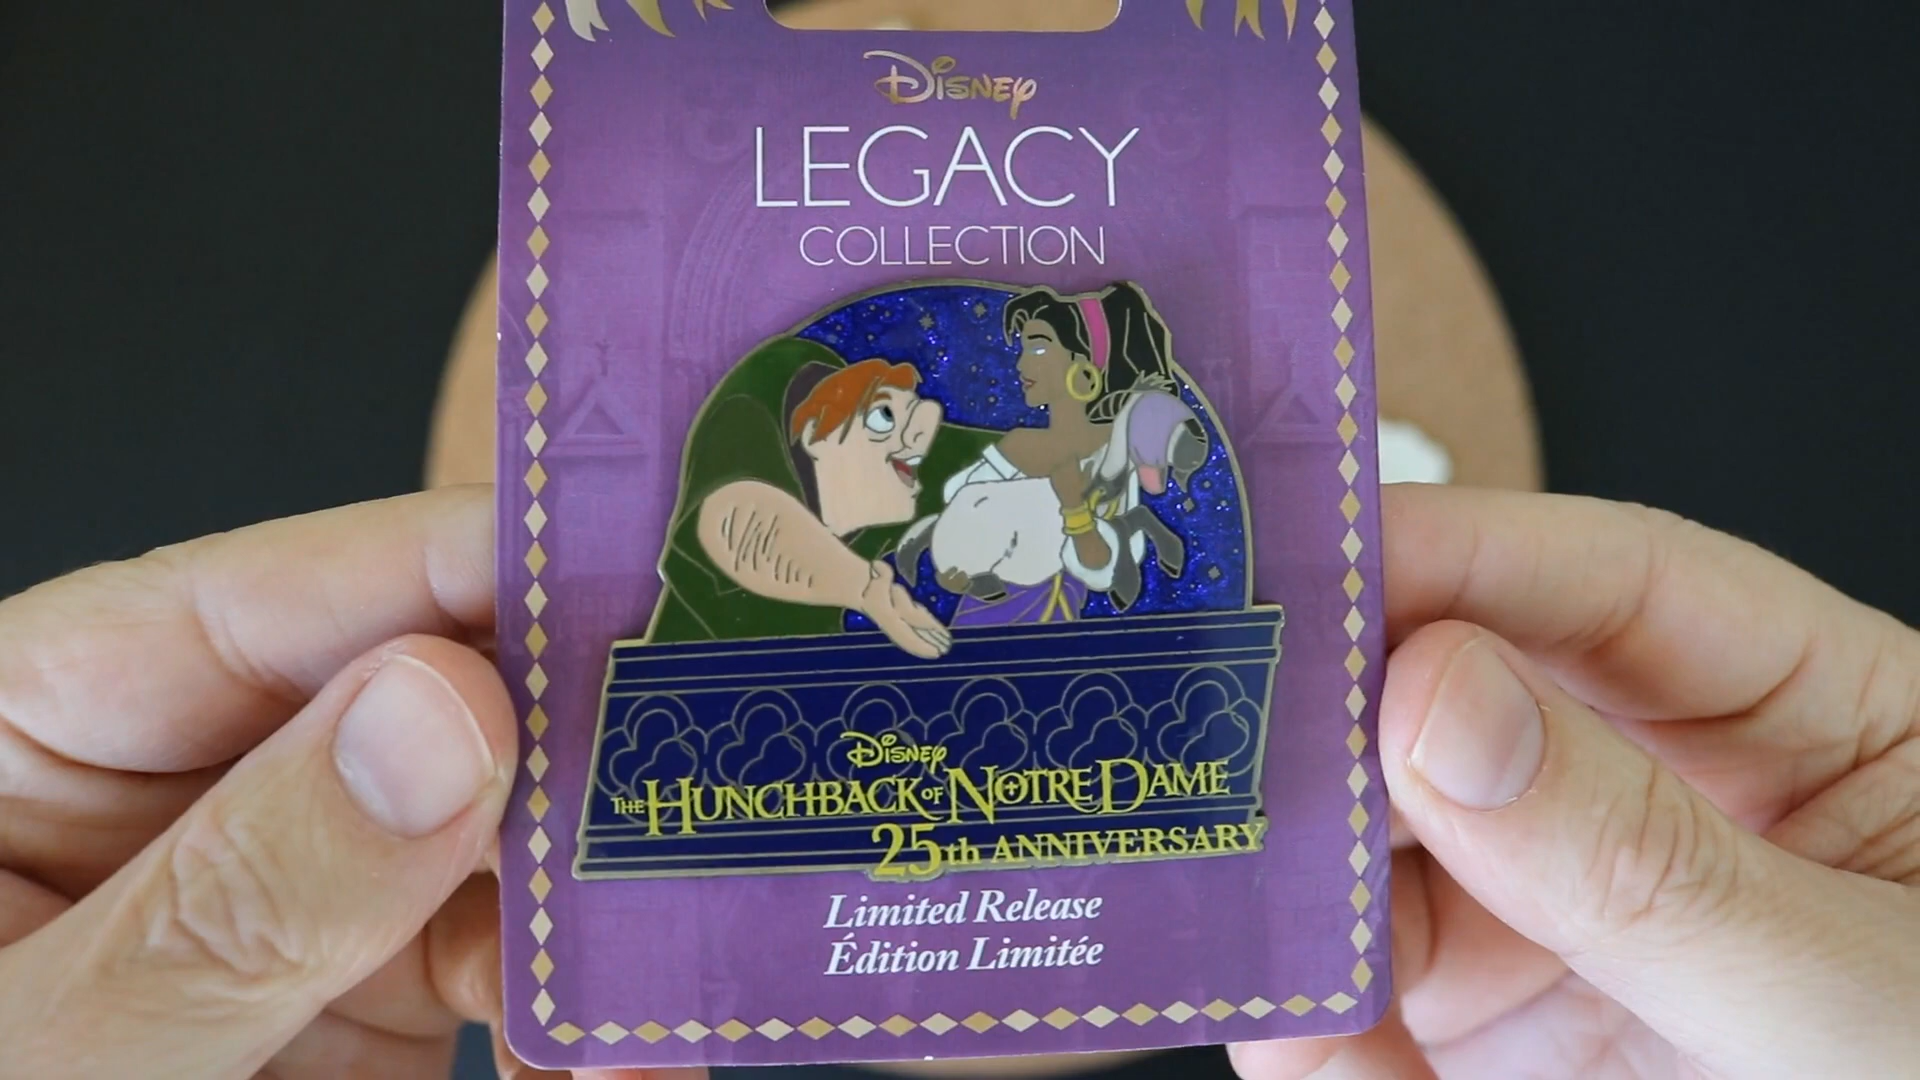 Disney
LEGACY
COLLECTION
Disney
THE HUNCHBACK OF NOTRE DAME
25th ANNIVERSARY
Limited Release
Édition Limitée